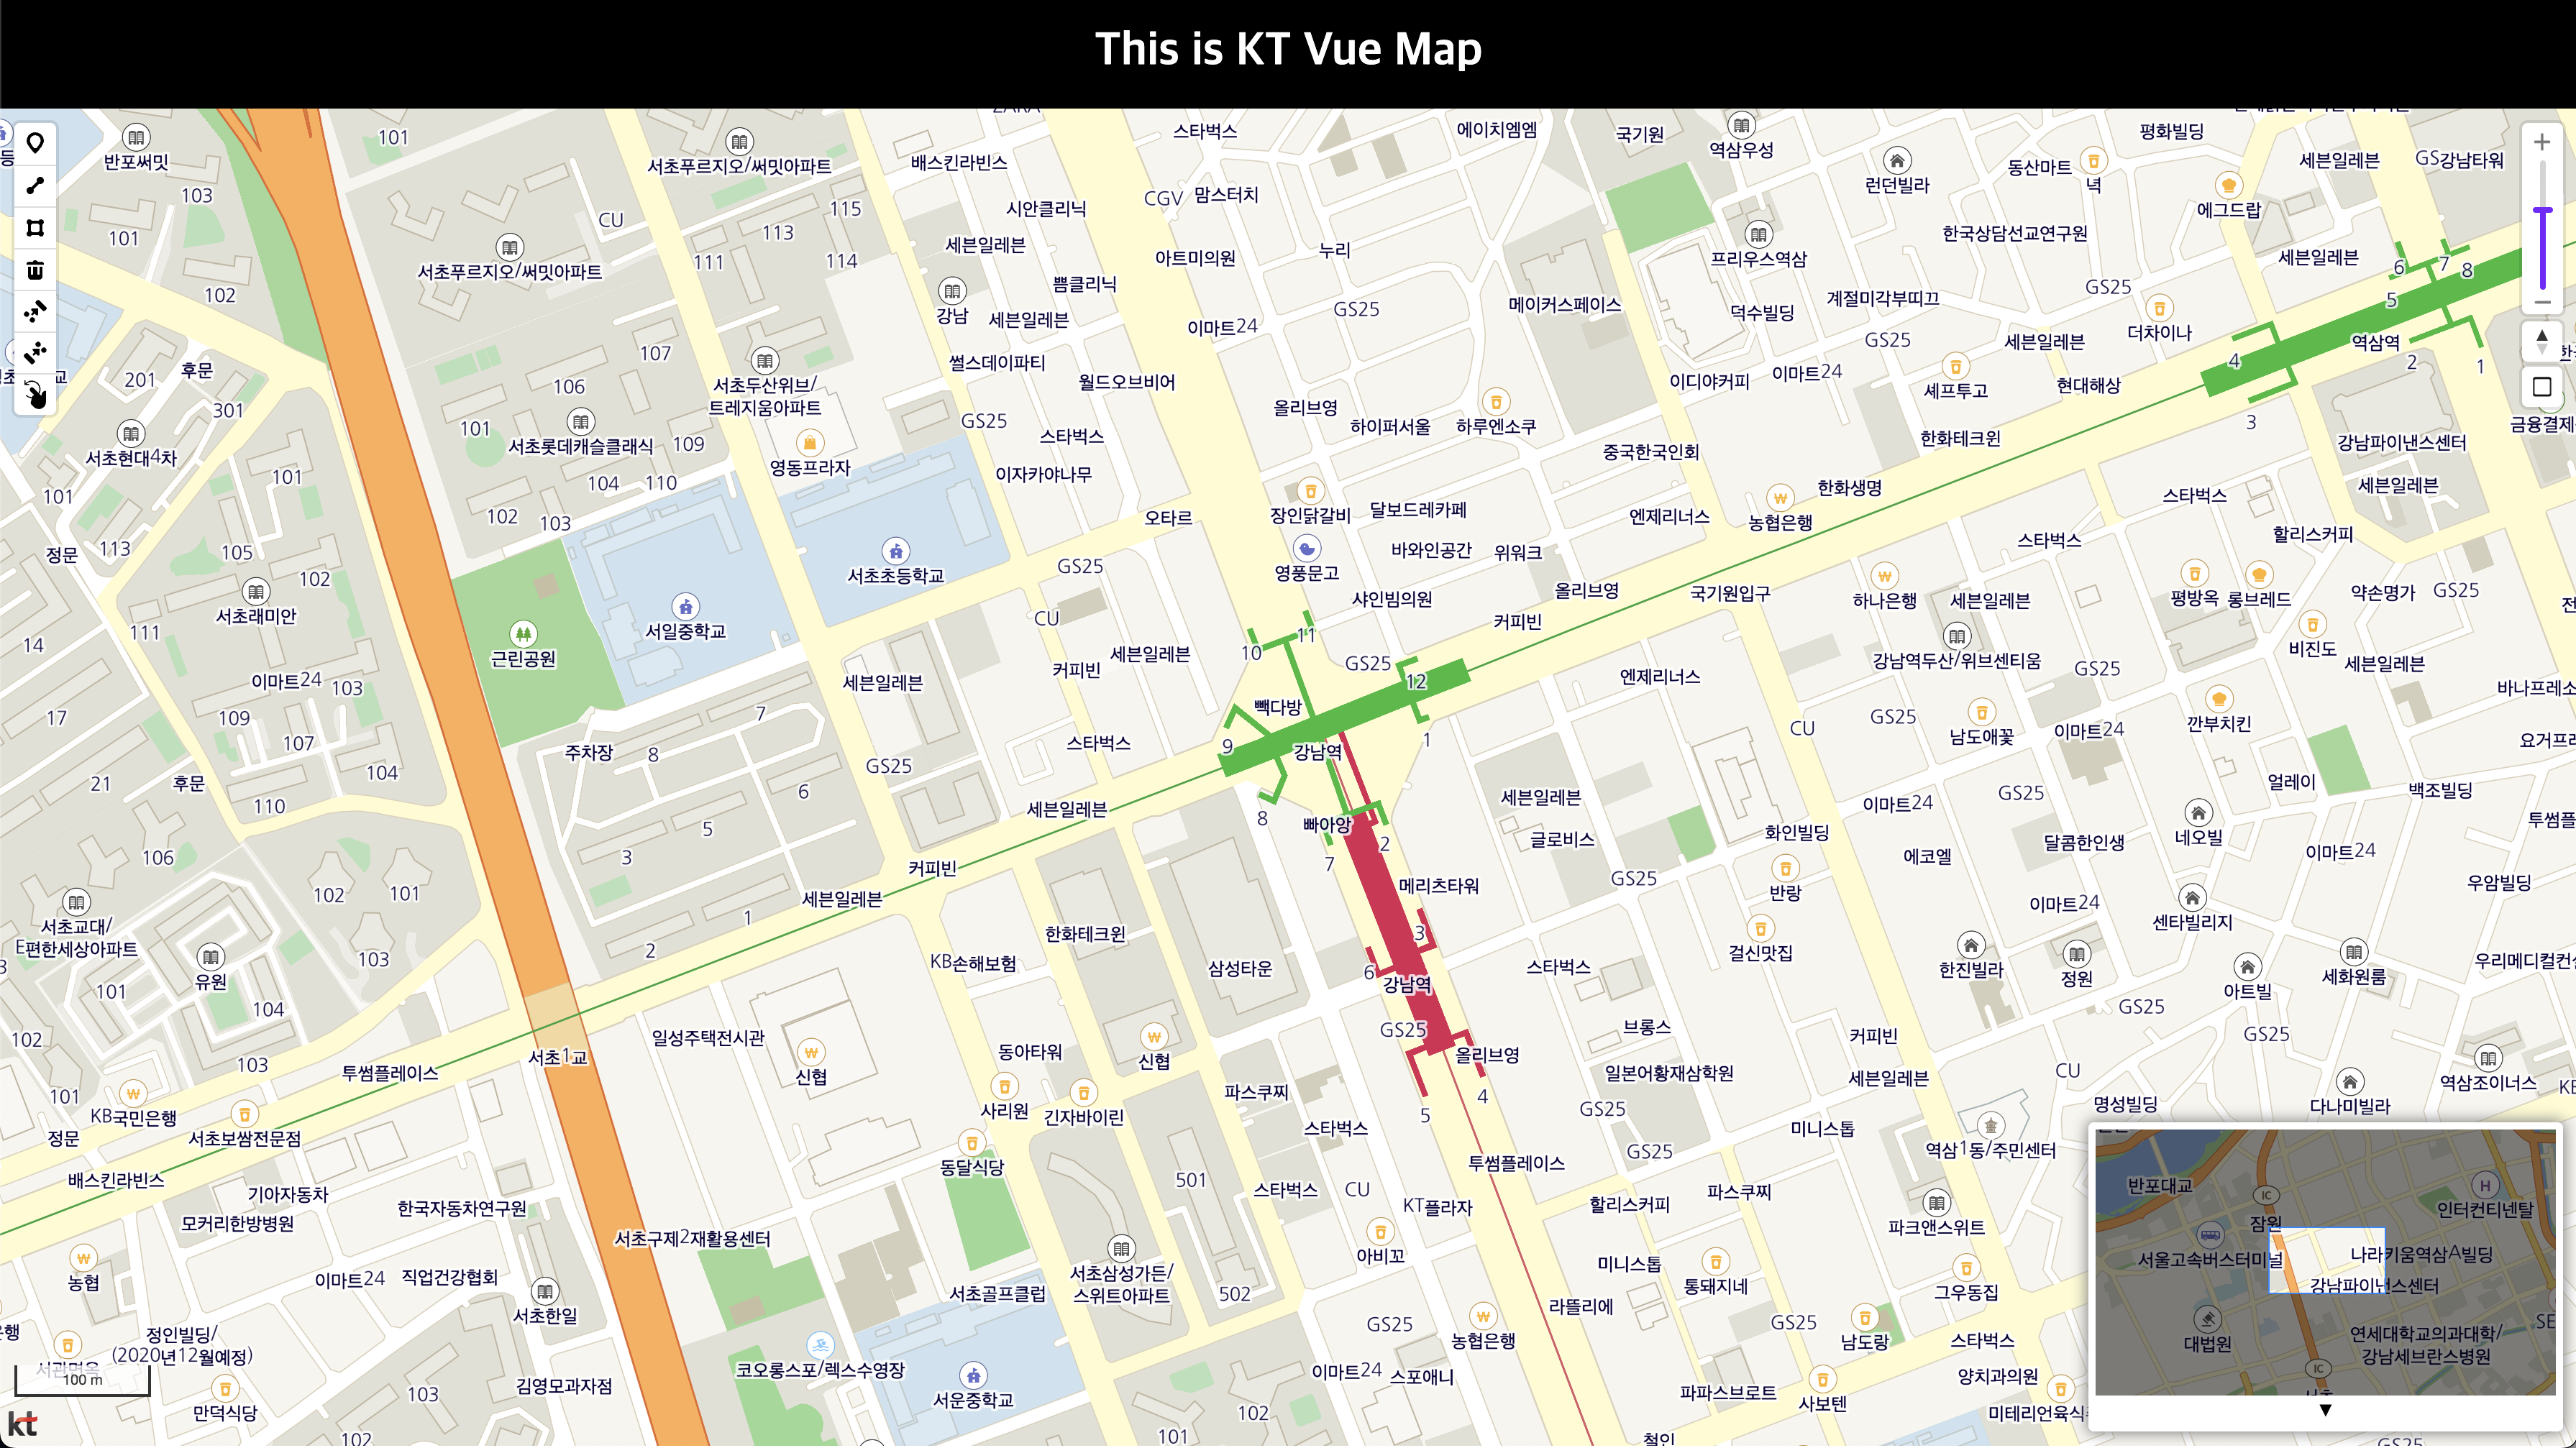 This is KT Vue Map
스타벅스
에이치엠엠
국기원
역삼우성
평화빌딩
101
반포써밋
서초푸르지오/써밋아파트
배스킨라빈스
동산마트
녁
런던빌라
세븐일레븐
GS강남타워
103
CU
115
시안클리닉
CGV
맘스터치
에그드랍
101
113
세븐일레븐
아트미의원
누리
프리우스역삼
한국상담선교연구원
세븐일레븐
6
7
8
서초푸르지오/써밋아파트
111
114
쁨클리닉
102
강남
세븐일레븐
이마트24
GS25
메이커스페이스
덕수빌딩
계절미각부띠끄
GS25
5
더차이나
GS25
세븐일레븐
역삼역
4
2
1
107
썰스데이파티
월드오브비어
이디야커피
이마트24
셰프투고
현대해상
201
후문
106
서초두산위브/
트레지움아파트
301
101
서초롯데캐슬클래식
109
GS25
스타벅스
올리브영
하이퍼서울
하루엔소쿠
3
서초현대4차
영동프라자
이자카야나무
중국한국인회
한화테크윈
강남파이낸스센터
101
101
104
110
102
103
오타르
장인닭갈비
달보드레카페
엔제리너스
농협은행
한화생명
스타벅스
세븐일레븐
정문
113
105
102
서초초등학교
GS25
영풍문고
바와인공간
위워크
스타벅스
할리스커피
서초래미안
서일중학교
CU
샤인빔의원
올리브영
국기원입구
하나은행
세븐일레븐
평방옥
롱브레드
약손명가
GS25
14
111
근린공원
10
11
커피빈
강남역두산/위브센티움
비진도
이마트24
103
세븐일레븐
커피빈
세븐일레븐
GS25
12
엔제리너스
GS25
세븐일레븐
17
109
107
7
빽다방
CU
GS25
남도애꽃
이마트24
깐부치킨
주차장
8
스타벅스
9
강남역
1
21
후문
104
110
GS25
6
세븐일레븐
8
세븐일레븐
이마트24
GS25
얼레이
백조빌딩
5
빠아앙
2
7
글로비스
화인빌딩
에코엘
달콤한인생
네오빌
이마트24
106
3
커피빈
메리츠타워
GS25
반랑
우암빌딩
102
101
세븐일레븐
1
이마트24
센타빌리지
서초교대/
E편한세상아파트
2
한화테크윈
3
걸신맛집
103
유원
KB손해보험
삼성타운
6
강남역
스타벅스
한진빌라
정원
아트빌
세화원룸
101
104
102
서초1교
일성주택전시관
GS25
브롱스
커피빈
GS25
GS25
103
신협
동아타워
신협
올리브영
투썸플레이스
파스쿠찌
일본어황재삼학원
세븐일레븐
CU
역삼조이너스
101
KB국민은행
사리원
긴자바이린
4
5
GS25
명성빌딩
다나미빌라
정문
서초보쌈전문점
스타벅스
미니스톱
역삼1동/주민센터
동달식당
투썸플레이스
GS25
배스킨라빈스
기아자동차
한국자동차연구원
501
스타벅스
CU
KT플라자
할리스커피
파스쿠찌
모커리한방병원
서초구제2재활용센터
아비꼬
파크앤스위트
농협
이마트24
직업건강협회
서초삼성가든/
스위트아파트
미니스톱
통돼지네
서초한일
서초골프클럽
502
라뜰리에
그우동집
GS25
농협은행
GS25
남도랑
스타벅스
정인빌딩/
(2020년12월예정)
코오롱스포/렉스수영장
이마트24
스포애니
양치과의원
100 m
103
김영모과자점
서운중학교
파파스브로트
사보텐
만덕식당
102
101
102
철인
kt
반포대교
IC
잠원
H
인터컨티넨탈
서울고속버스터미널
나라키움역삼A빌딩
강남파이낸스센터
대법원
연세대학교의과대학/
강남세브란스병원
IC